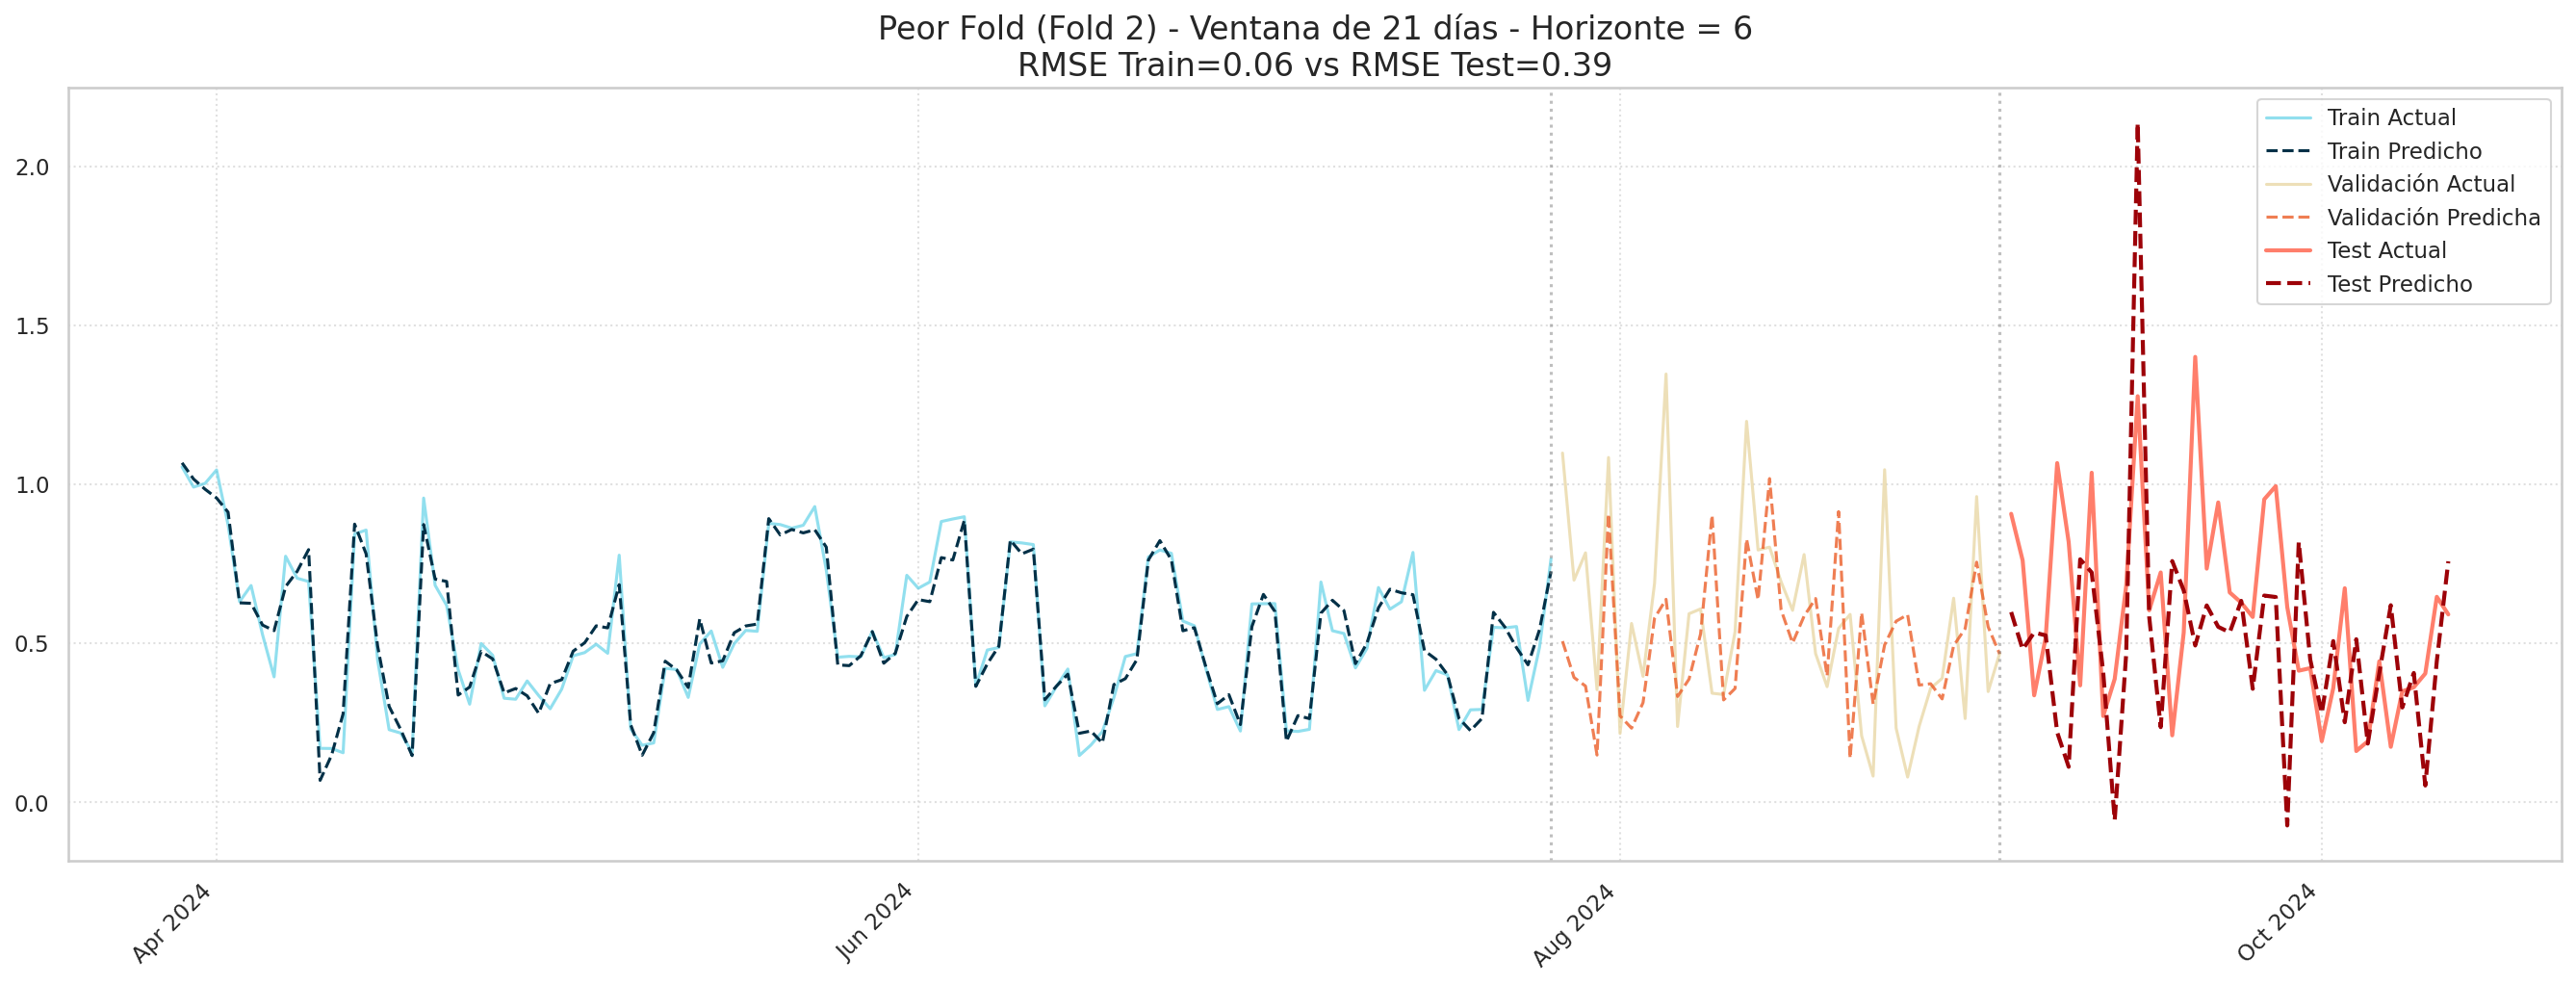 Peor Fold (Fold 2) - Ventana de 21 días - Horizonte = 6
RMSE Train=0.06 vs RMSE Test=0.39
Train Actual
Train Predicho
Validación Actual
Validación Predicha
Test Actual
Test Predicho
2.0
1.5
1.0
0.5
0.0
Apr 2024
Jun 2024
Aug 2024
Oct 2024